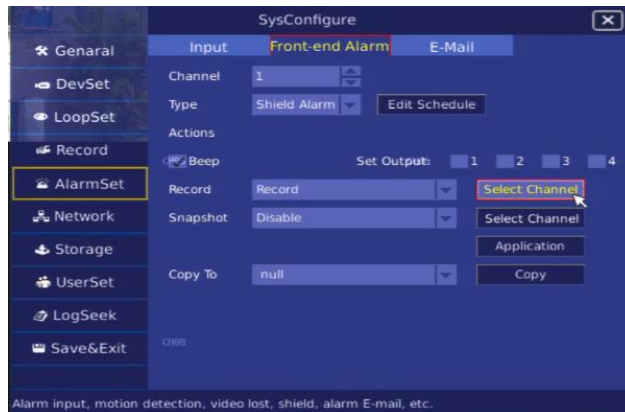 SysConfigure
Genaral
DevSet
LoopSet
Record
AlarmSet
Network
Storage
UserSet
LogSeek
Save&Exit
Input Front-end Alarm E-Mail
Channel 1
Type Shield Alarm Edit Schedule
Actions
Beep Set Output: 1 2 3 4
Record Record Select Channel
Snapshot Disable Select Channel
Application
Copy To null Copy
Alarm input, motion detection, video lost, shield, alarm E-mail, etc.